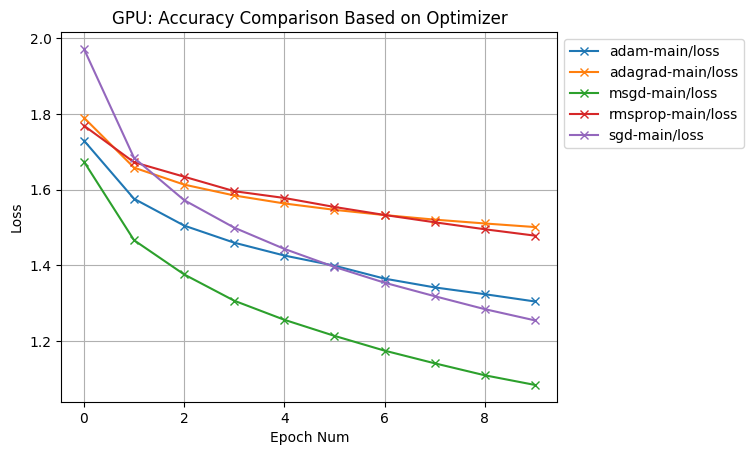 GPU: Accuracy Comparison Based on Optimizer
2.0
1.8
1.6
1.4
1.2
Loss
0 2 4 6 8
Epoch Num
adam-main/loss
adagrad-main/loss
msgd-main/loss
rmsprop-main/loss
sgd-main/loss